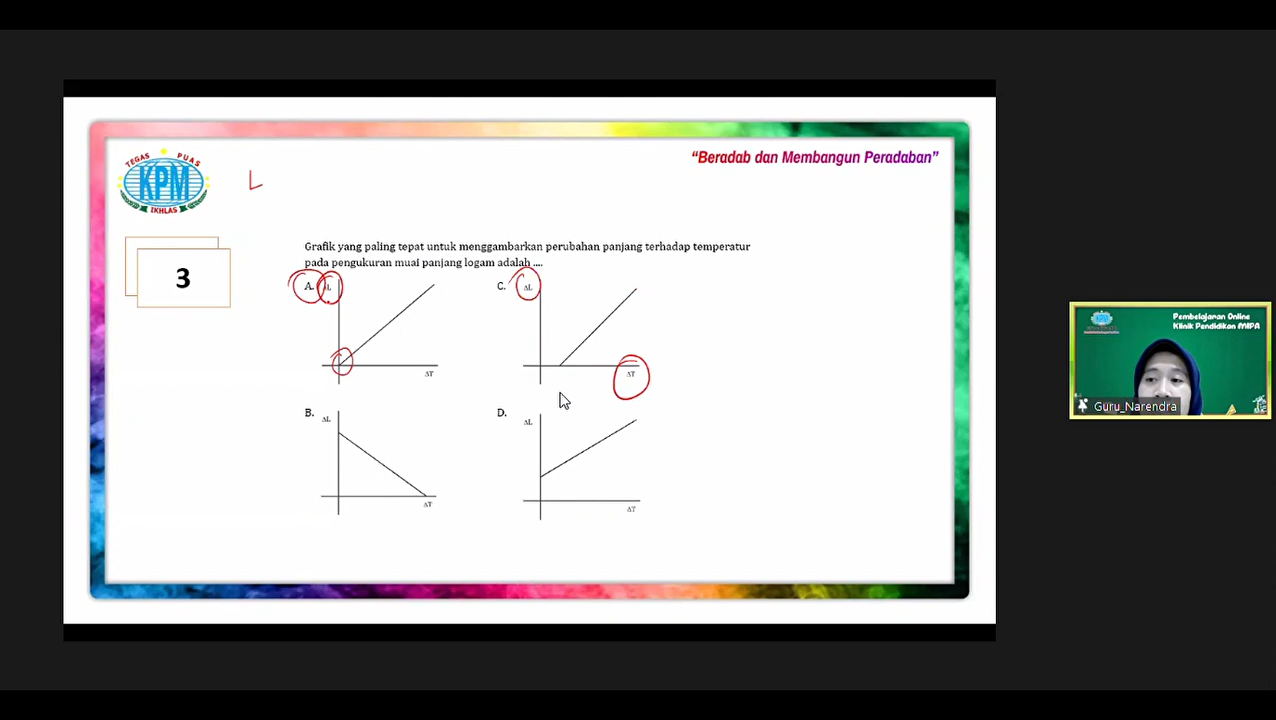 “Beradab dan Membangun Peradaban”
TEGAS PUAS
KPM
IKHLAS
L
3
Grafik yang paling tepat untuk menggambarkan perubahan panjang terhadap temperatur
pada pengukuran muai panjang logam adalah ....
A. ΔL
ΔT
C. ΔL
ΔT
B. ΔL
ΔT
D. ΔL
ΔT
Pembelajaran Online
Klinik Pendidikan MIPA
Guru_Narendra